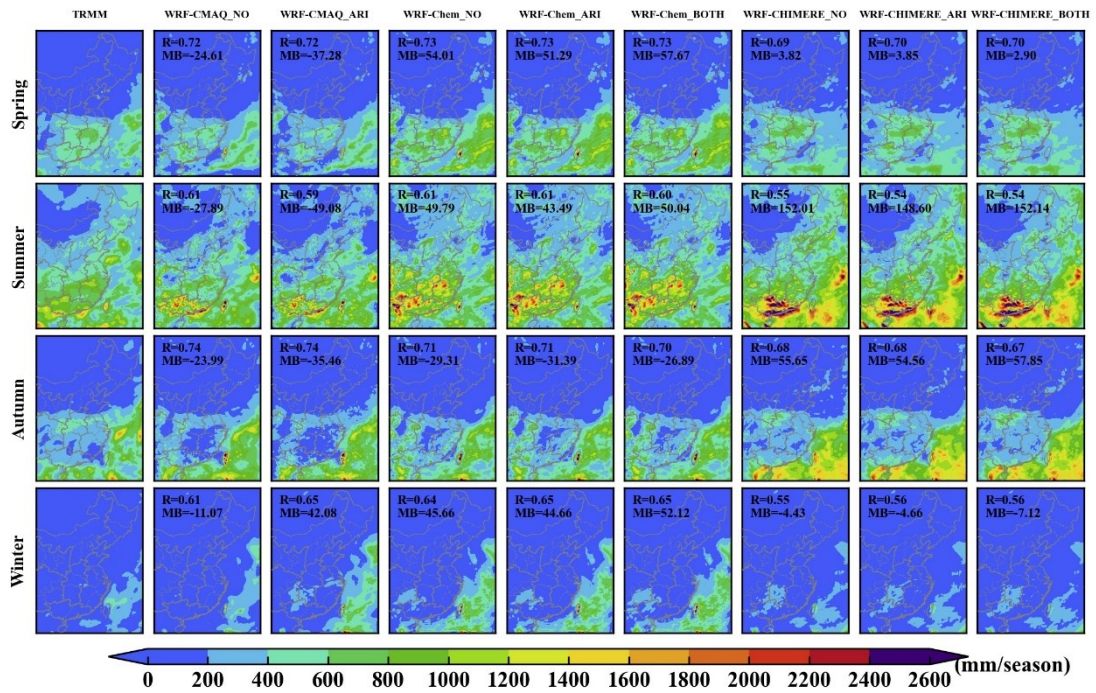 TRMM WRF-CMAQ_NO WRF-CMAQ_ARI WRF-Chem_NO WRF-Chem_ARI WRF-Chem_BOTH WRF-CHIMERE_NO WRF-CHIMERE_ARI WRF-CHIMERE_BOTH
Spring
R=0.72 R=0.72 R=0.73 R=0.73 R=0.73 R=0.69 R=0.70 R=0.70
MB=-24.61 MB=-37.28 MB=54.01 MB=51.29 MB=57.67 MB=3.82 MB=3.85 MB=2.90
Summer
R=0.61 R=0.59 R=0.61 R=0.61 R=0.60 R=0.55 R=0.54 R=0.54
MB=-27.89 MB=-49.08 MB=49.79 MB=43.49 MB=50.04 MB=152.01 MB=148.60 MB=152.14
Autumn
R=0.74 R=0.74 R=0.71 R=0.71 R=0.70 R=0.68 R=0.68 R=0.67
MB=-23.99 MB=-35.46 MB=-29.31 MB=-31.39 MB=-26.89 MB=55.65 MB=54.56 MB=57.85
Winter
R=0.61 R=0.65 R=0.64 R=0.65 R=0.65 R=0.55 R=0.56 R=0.56
MB=-11.07 MB=42.08 MB=45.66 MB=44.66 MB=52.12 MB=-4.43 MB=-4.66 MB=-7.12
0 200 400 600 800 1000 1200 1400 1600 1800 2000 2200 2400 2600 (mm/season)